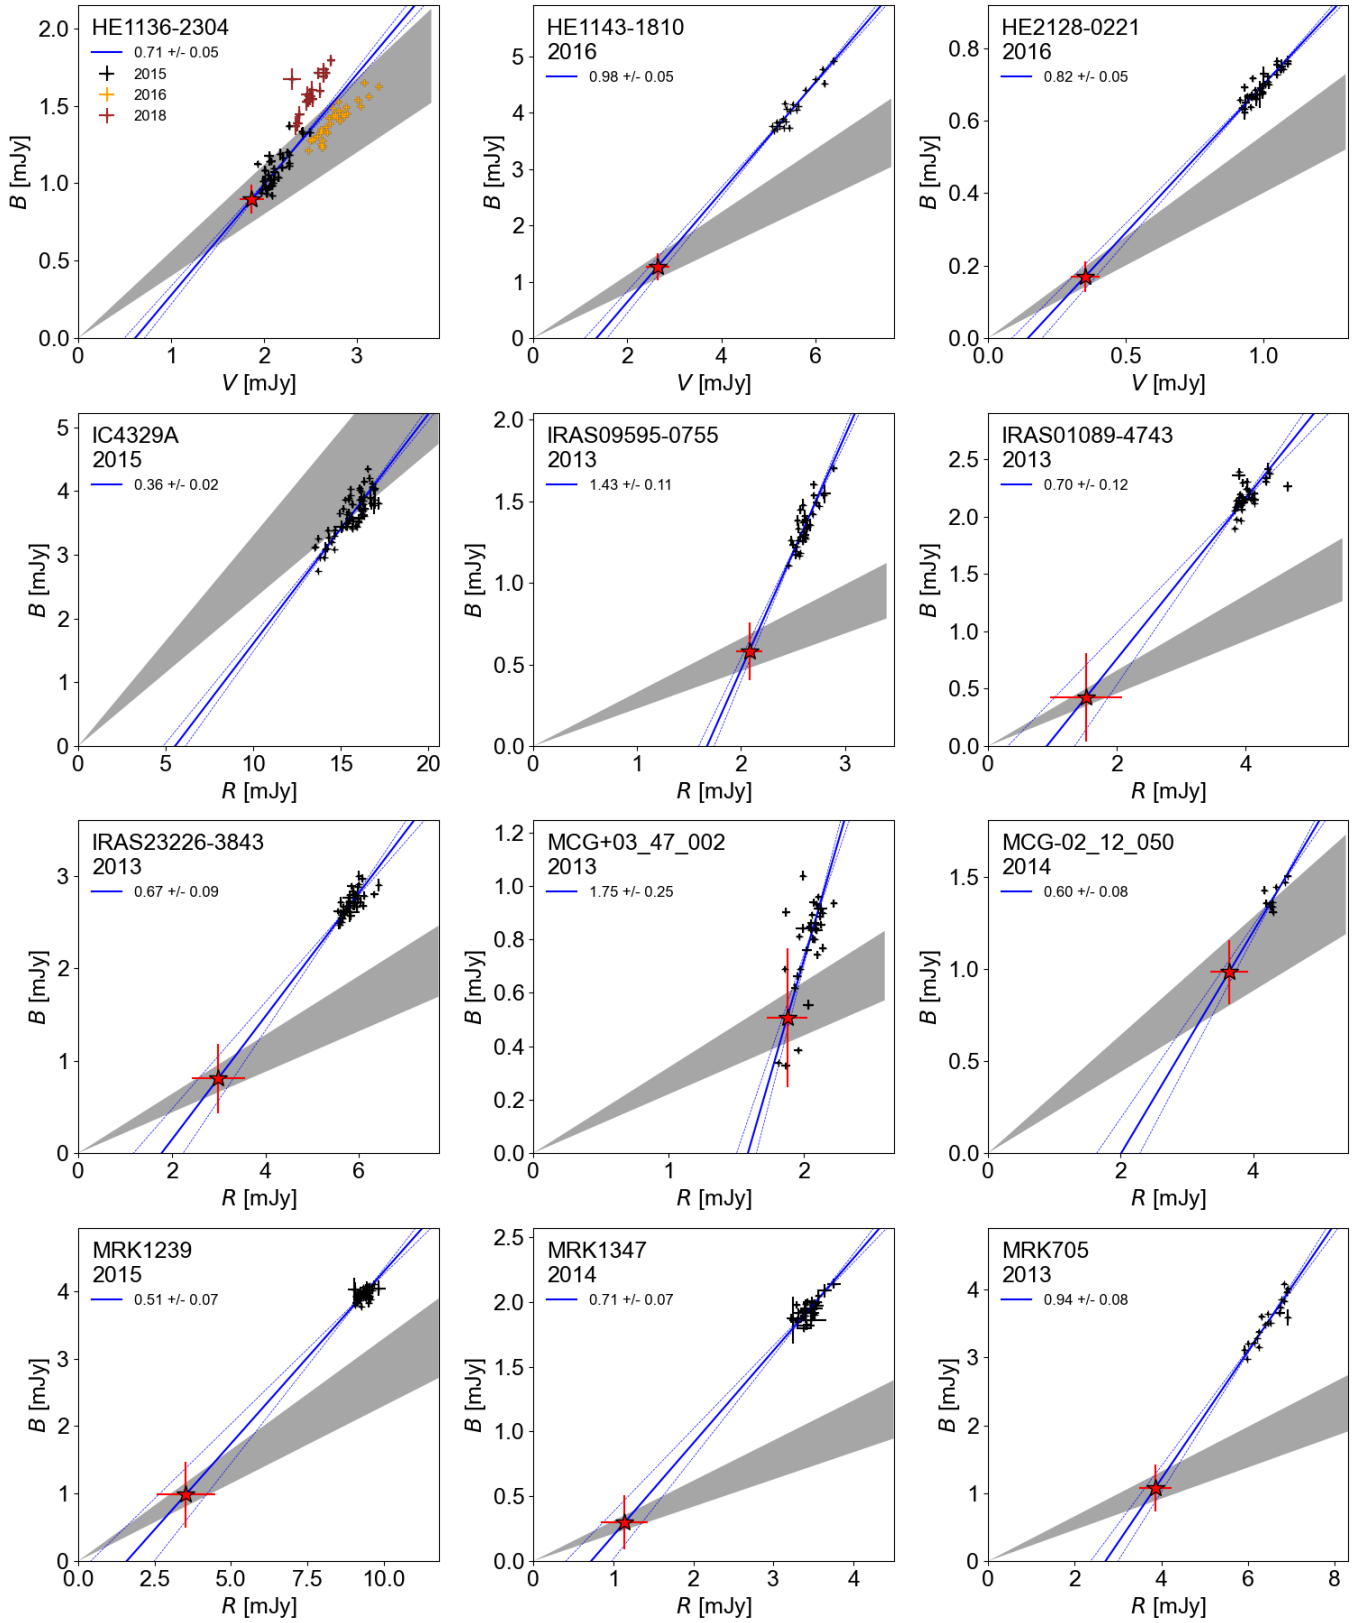 HE1136-2304
0.71 +/- 0.05
2015
2016
2018
B [mJy]
2.0
1.5
1.0
0.5
0.0
0 1 2 3
V [mJy]
HE1143-1810
2016
0.98 +/- 0.05
B [mJy]
5
4
3
2
1
0
0 2 4 6
V [mJy]
HE2128-0221
2016
0.82 +/- 0.05
B [mJy]
0.8
0.6
0.4
0.2
0.0
0.0 0.5 1.0
V [mJy]
IC4329A
2015
0.36 +/- 0.02
B [mJy]
5
4
3
2
1
0
0 5 10 15 20
R [mJy]
IRAS09595-0755
2013
1.43 +/- 0.11
B [mJy]
2.0
1.5
1.0
0.5
0.0
0 1 2 3
R [mJy]
IRAS01089-4743
2013
0.70 +/- 0.12
B [mJy]
2.5
2.0
1.5
1.0
0.5
0.0
0 2 4
R [mJy]
IRAS23226-3843
2013
0.67 +/- 0.09
B [mJy]
3
2
1
0
0 2 4 6
R [mJy]
MCG+03_47_002
2013
1.75 +/- 0.25
B [mJy]
1.2
1.0
0.8
0.6
0.4
0.2
0.0
0 1 2
R [mJy]
MCG-02_12_050
2014
0.60 +/- 0.08
B [mJy]
1.5
1.0
0.5
0.0
0 2 4
R [mJy]
MRK1239
2015
0.51 +/- 0.07
B [mJy]
4
3
2
1
0
0.0 2.5 5.0 7.5 10.0
R [mJy]
MRK1347
2014
0.71 +/- 0.07
B [mJy]
2.5
2.0
1.5
1.0
0.5
0.0
0 1 2 3 4
R [mJy]
MRK705
2013
0.94 +/- 0.08
B [mJy]
4
3
2
1
0
0 2 4 6 8
R [mJy]